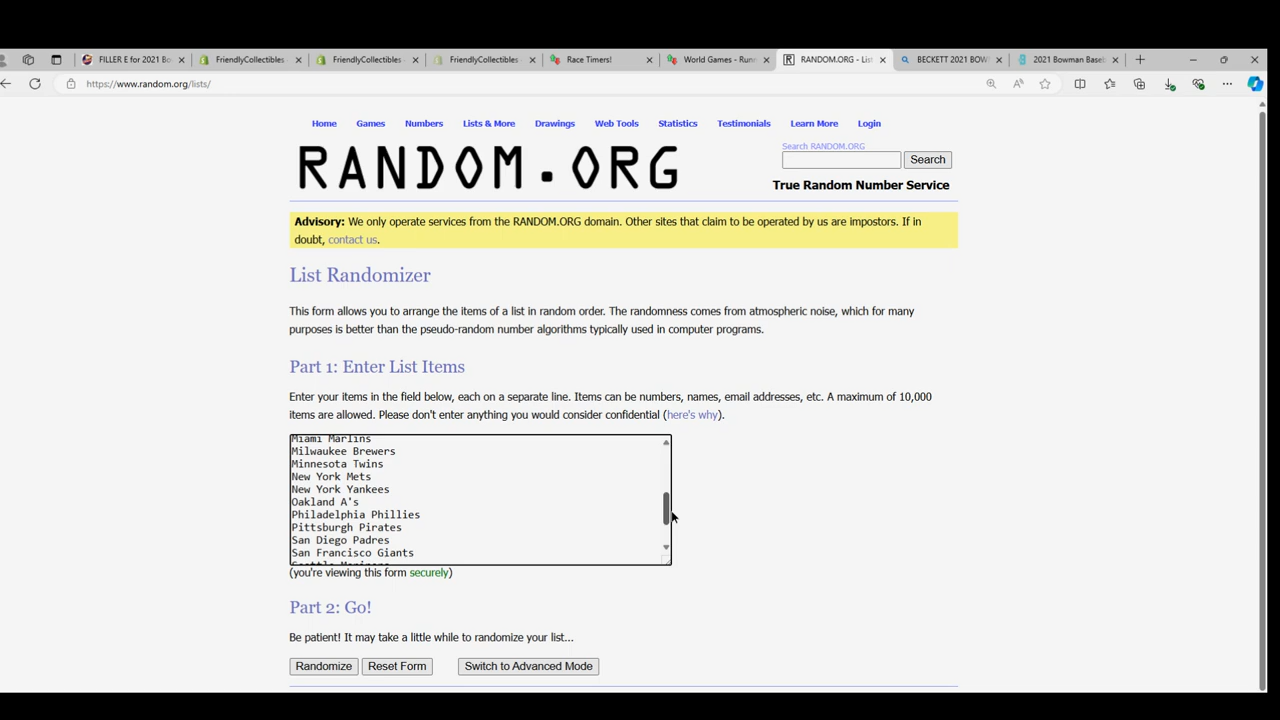 FILLER E for 2021 Bo
FriendlyCollectibles
FriendlyCollectibles
FriendlyCollectibles
Race Timers!
World Games - Run
RANDOM.ORG - Lis
BECKETT 2021 BOW
2021 Bowman Baseb
https://www.random.org/lists/
Home Games Numbers Lists & More Drawings Web Tools Statistics Testimonials Learn More Login
Search RANDOM.ORG
RANDOM.ORG
Search
True Random Number Service
Advisory: We only operate services from the RANDOM.ORG domain. Other sites that claim to be operated by us are impostors. If in
doubt, contact us.
List Randomizer
This form allows you to arrange the items of a list in random order. The randomness comes from atmospheric noise, which for many
purposes is better than the pseudo-random number algorithms typically used in computer programs.
Part 1: Enter List Items
Enter your items in the field below, each on a separate line. Items can be numbers, names, email addresses, etc. A maximum of 10,000
items are allowed. Please don't enter anything you would consider confidential (here's why).
Miami Marlins
Milwaukee Brewers
Minnesota Twins
New York Mets
New York Yankees
Oakland A's
Philadelphia Phillies
Pittsburgh Pirates
San Diego Padres
San Francisco Giants
(you're viewing this form securely)
Part 2: Go!
Be patient! It may take a little while to randomize your list...
Randomize Reset Form Switch to Advanced Mode